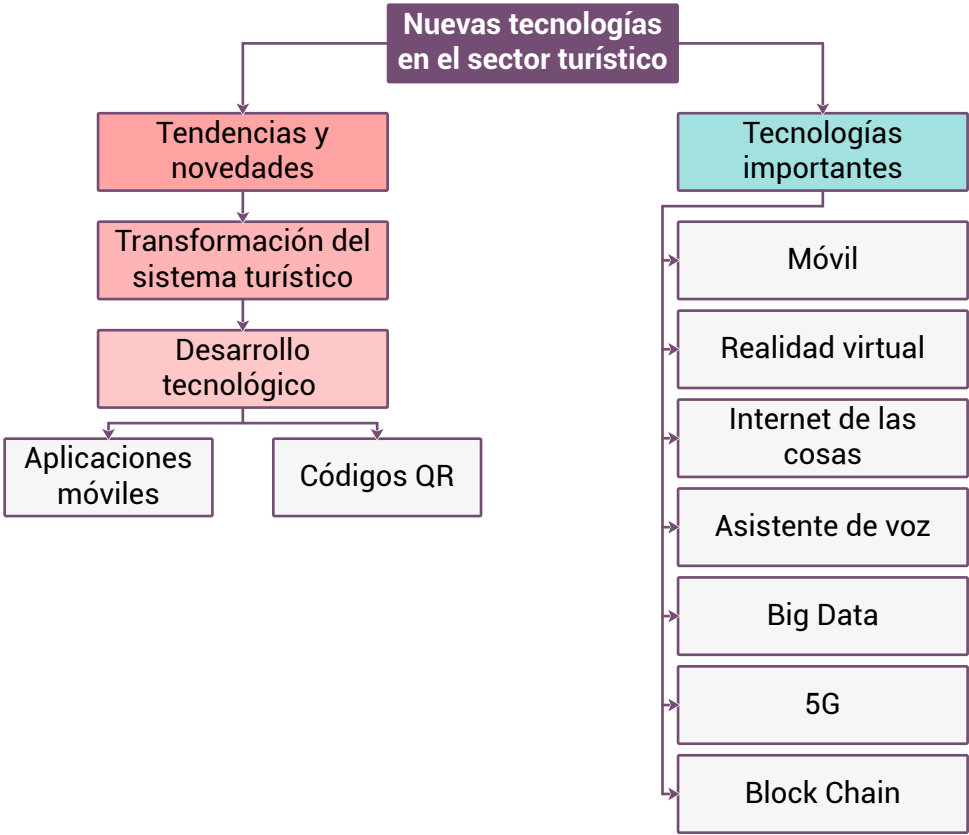 Nuevas tecnologías
en el sector turístico
Tendencias y
novedades
Transformación del
sistema turístico
Desarrollo
tecnológico
Aplicaciones
móviles
Códigos QR
Tecnologías
importantes
Móvil
Realidad virtual
Internet de las
cosas
Asistente de voz
Big Data
5G
Block Chain